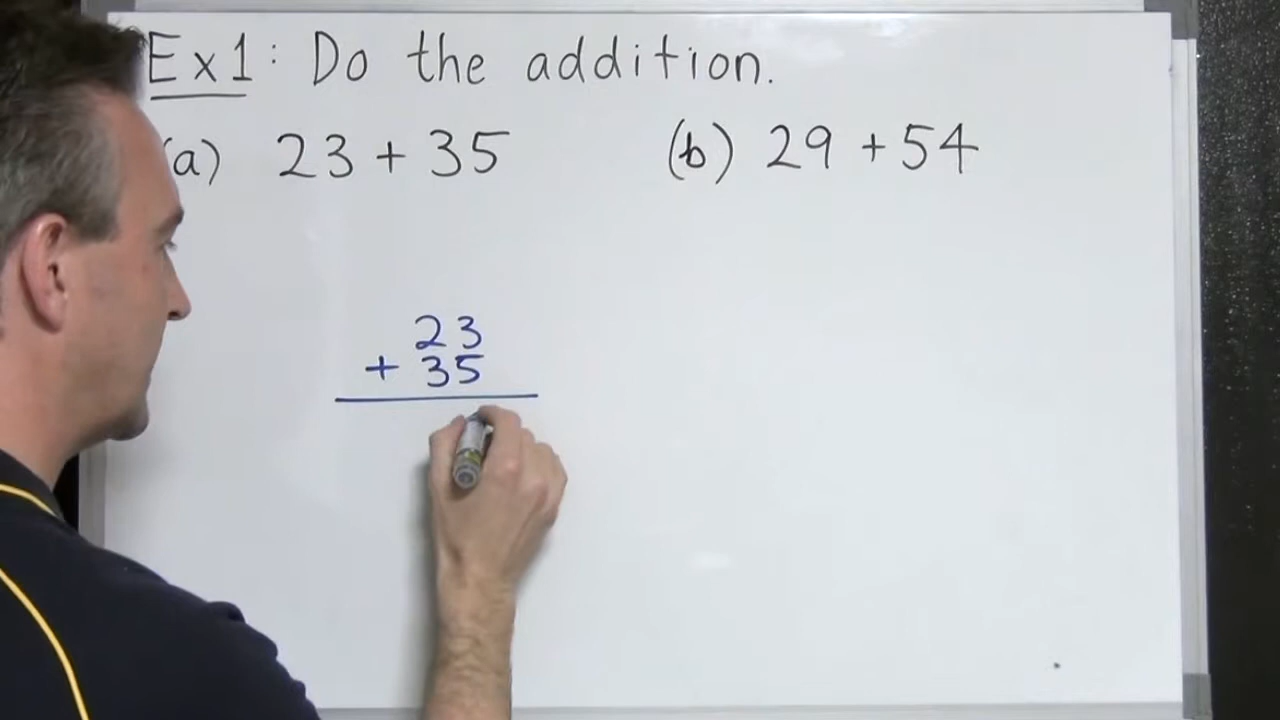 Ex1: Do the addition.
(a) 23 + 35
(b) 29 + 54
23
+ 35